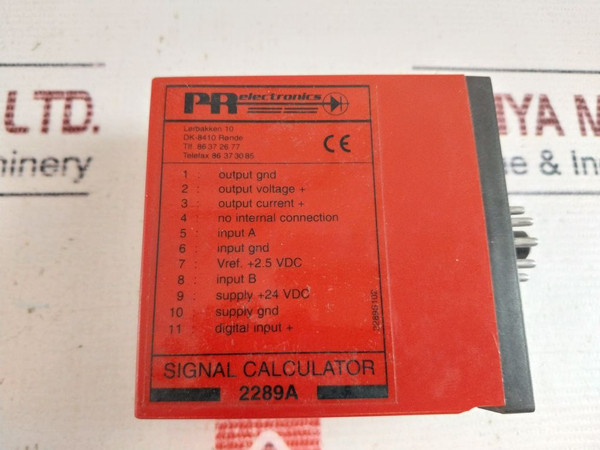 LTD.
hinery
IYA M
e & Indu
PR electronics
Lerbakken 10
DK-8410 Rønde
Tlf. 86 37 26 77
Telefax 86 37 30 85
CE
1 : output gnd
2 : output voltage +
3 : output current +
4 : no internal connection
5 : input A
6 : input gnd
7 : Vref. +2.5 VDC
8 : input B
9 : supply +24 VDC
10 : supply gnd
11 : digital input +
SIGNAL CALCULATOR
2289A